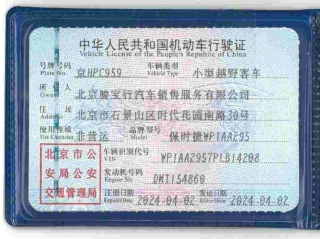 中华人民共和国机动车行驶证
Vehicle License of the People's Republic of China
号牌号码 京HPC959 车辆类型 小型越野客车
Plate No. Vehicle Type
所有人 北京骏宝行汽车销售服务有限公司
Owner
住址 北京市石景山区时代花园南路30号
Address
使用性质 非营运 品牌型号 保时捷WP1AA295
Use Character Model
北京市公 车辆识别代号 WP1AA2957PLB14208
安局公安 VIN
交通管理局 发动机号码 DMT154860
Engine No.
注册日期 2024-04-02 发证日期 2024-04-02
Register Date Issue Date